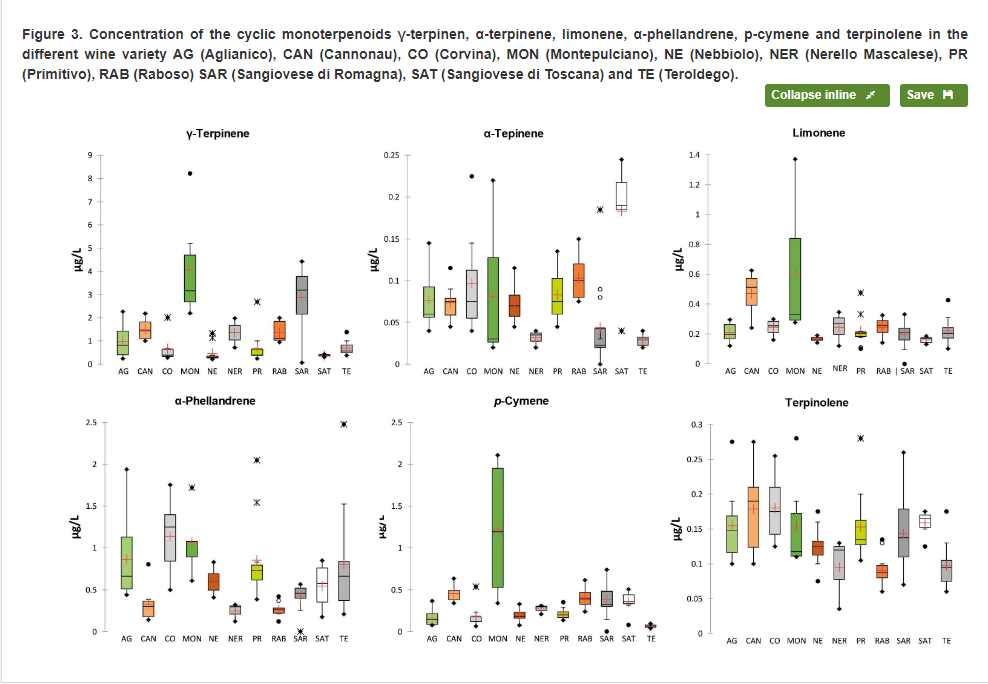 Figure 3. Concentration of the cyclic monoterpenoids γ-terpinen, α-terpinene, limonene, α-phellandrene, p-cymene and terpinolene in the
different wine variety AG (Aglianico), CAN (Cannonau), CO (Corvina), MON (Montepulciano), NE (Nebbiolo), NER (Nerello Mascalese), PR
(Primitivo), RAB (Raboso) SAR (Sangiovese di Romagna), SAT (Sangiovese di Toscana) and TE (Teroldego).
Collapse inline Save
γ-Terpinene
9
8
7
6
5
4
3
2
1
0
µg/L
AG CAN CO MON NE NER PR RAB SAR SAT TE
α-Tepinene
0.25
0.2
0.15
0.1
0.05
0
µg/L
AG CAN CO MON NE NER PR RAB SAR SAT TE
Limonene
1.4
1.2
1
0.8
0.6
0.4
0.2
0
µg/L
AG CAN CO MON NE NER PR RAB | SAR SAT TE
α-Phellandrene
2.5
2
1.5
1
0.5
0
µg/L
AG CAN CO MON NE NER PR RAB SAR SAT TE
p-Cymene
2.5
2
1.5
1
0.5
0
µg/L
AG CAN CO MON NE NER PR RAB SAR SAT TE
Terpinolene
0.3
0.25
0.2
0.15
0.1
0.05
0
µg/L
AG CAN CO MON NE NER PR RAB SAR SAT TE